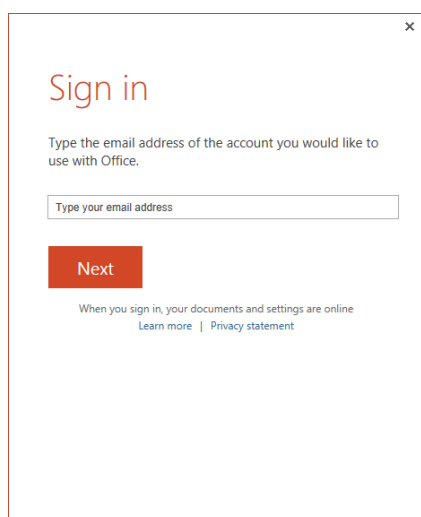 Sign in
Type the email address of the account you would like to
use with Office.
Type your email address
Next
When you sign in, your documents and settings are online
Learn more | Privacy statement